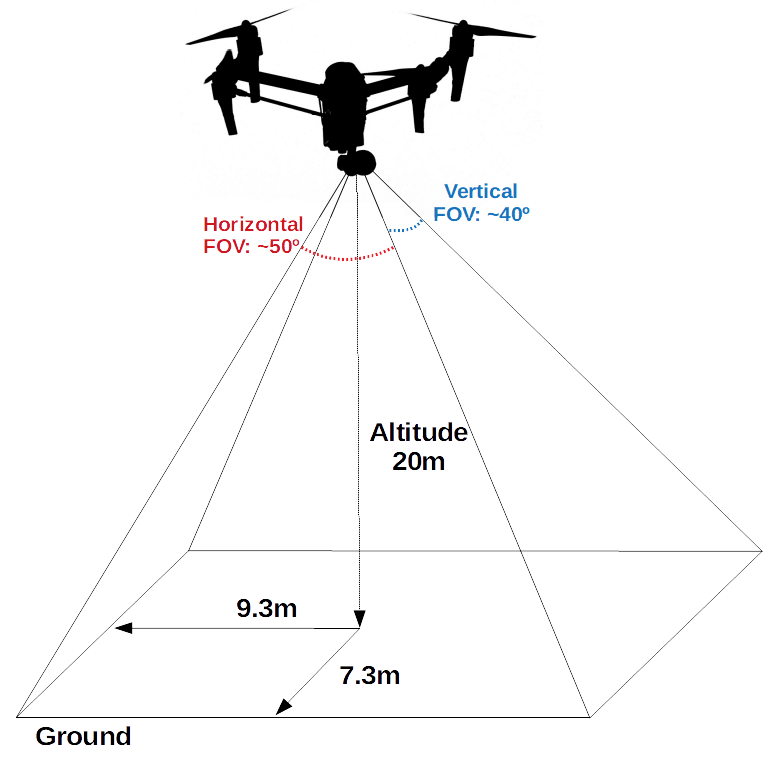 Vertical
FOV: ~40º
Horizontal
FOV: ~50º
Altitude
20m
9.3m
7.3m
Ground